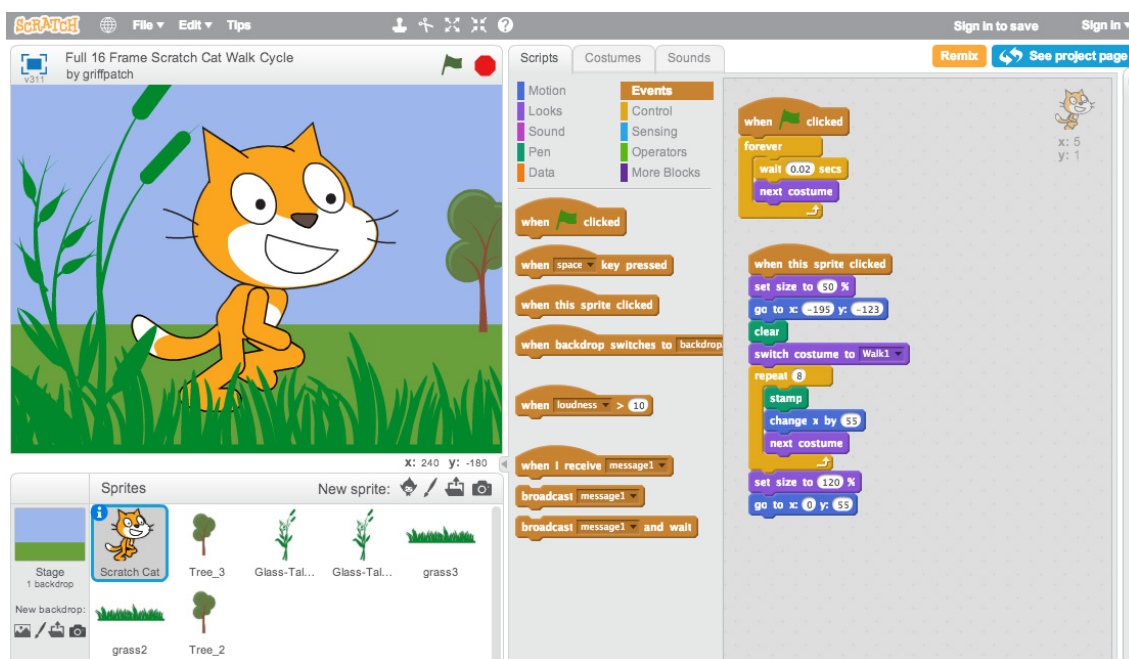 SCRATCH File ▾ Edit ▾ Tips Sign in to save Sign in ▾
Full 16 Frame Scratch Cat Walk Cycle
by griffpatch
v311
x: 240 y: -180
Sprites New sprite:
Stage
1 backdrop
New backdrop:
Scratch Cat
Tree_3
Glass-Tal...
Glass-Tal...
grass3
grass2
Tree_2
Scripts Costumes Sounds
Remix See project page
Motion Events
Looks Control
Sound Sensing
Pen Operators
Data More Blocks
when clicked
when space ▾ key pressed
when this sprite clicked
when backdrop switches to backdrop
when loudness ▾ > 10
when I receive message1 ▾
broadcast message1 ▾
broadcast message1 ▾ and wait
when clicked
forever
wait 0.02 secs
next costume
x: 5
y: 1
when this sprite clicked
set size to 50 %
go to x: -195 y: -123
clear
switch costume to Walk1 ▾
repeat 8
stamp
change x by 55
next costume
set size to 120 %
go to x: 0 y: 55